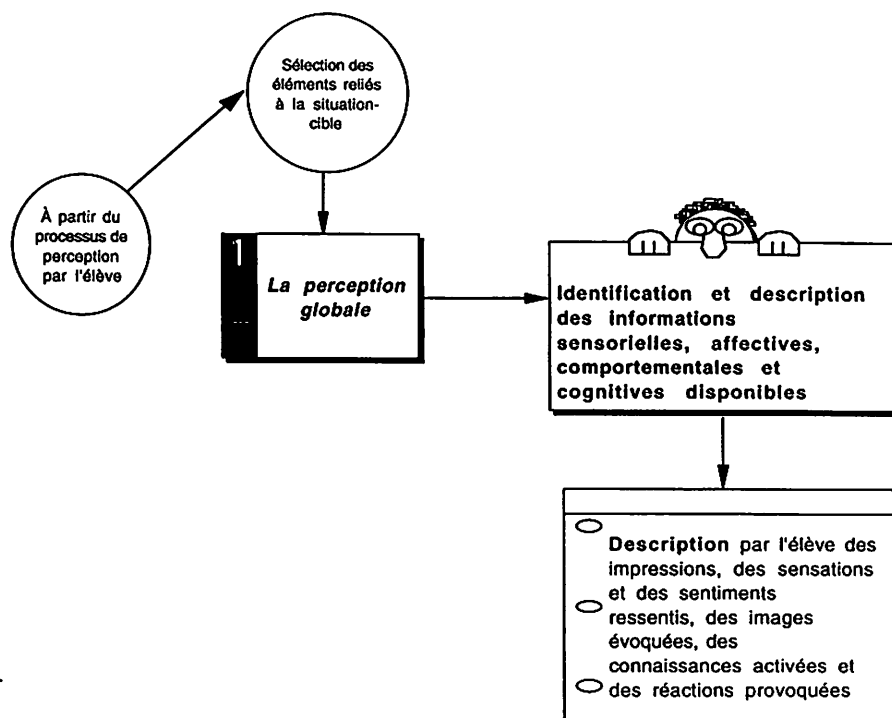 Sélection des
éléments reliés
à la situation-
cible
À partir du
processus de
perception
par l'élève
1
La perception
globale
Identification et description
des informations
sensorielles, affectives,
comportementales et
cognitives disponibles
Description par l'élève des
impressions, des sensations
et des sentiments
ressentis, des images
évoquées, des
connaissances activées et
des réactions provoquées